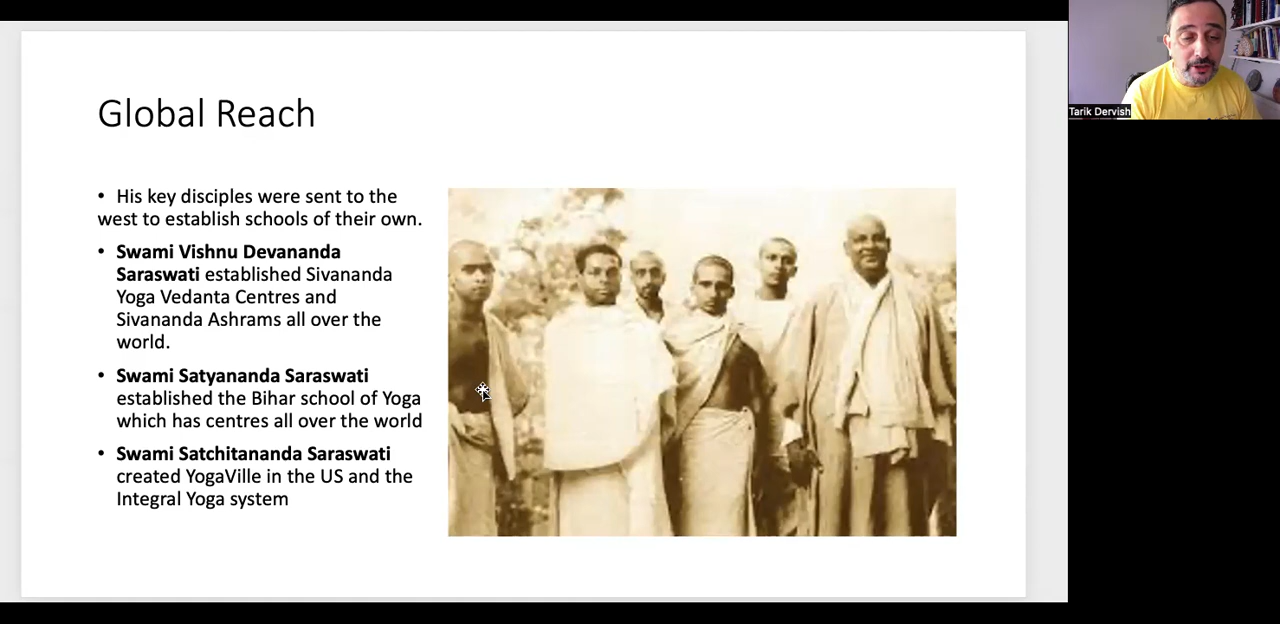 Global Reach
• His key disciples were sent to the
west to establish schools of their own.
• Swami Vishnu Devananda
Saraswati established Sivananda
Yoga Vedanta Centres and
Sivananda Ashrams all over the
world.
• Swami Satyananda Saraswati
established the Bihar school of Yoga
which has centres all over the world
• Swami Satchitananda Saraswati
created YogaVille in the US and the
Integral Yoga system
Tarik Dervish